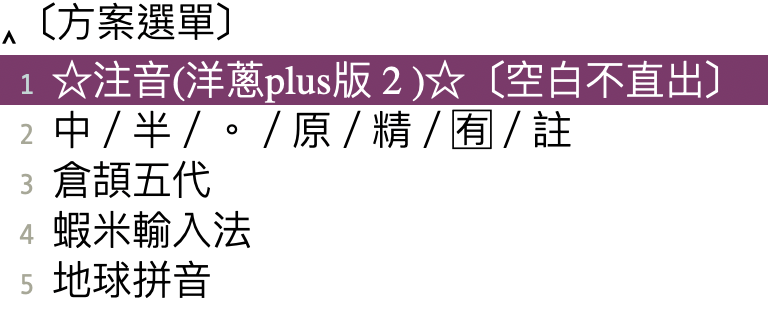 〔方案選單〕
1 ☆注音(洋蔥plus版 2 )☆〔空白不直出〕
2 中 / 半 / 。 / 原 / 精 / 🈶 / 註
3 倉頡五代
4 蝦米輸入法
5 地球拼音